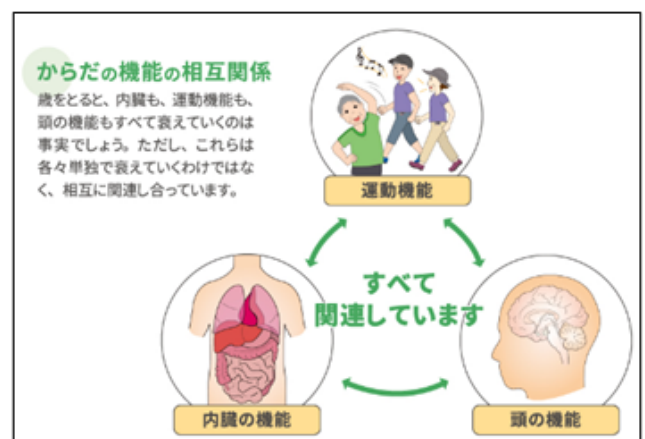 からだの機能の相互関係
歳をとると、内臓も、運動機能も、
頭の機能もすべて衰えていくのは
事実でしょう。ただし、これらは
各々単独で衰えていくわけではな
く、相互に関連し合っています。
運動機能
すべて
関連しています
内臓の機能
頭の機能